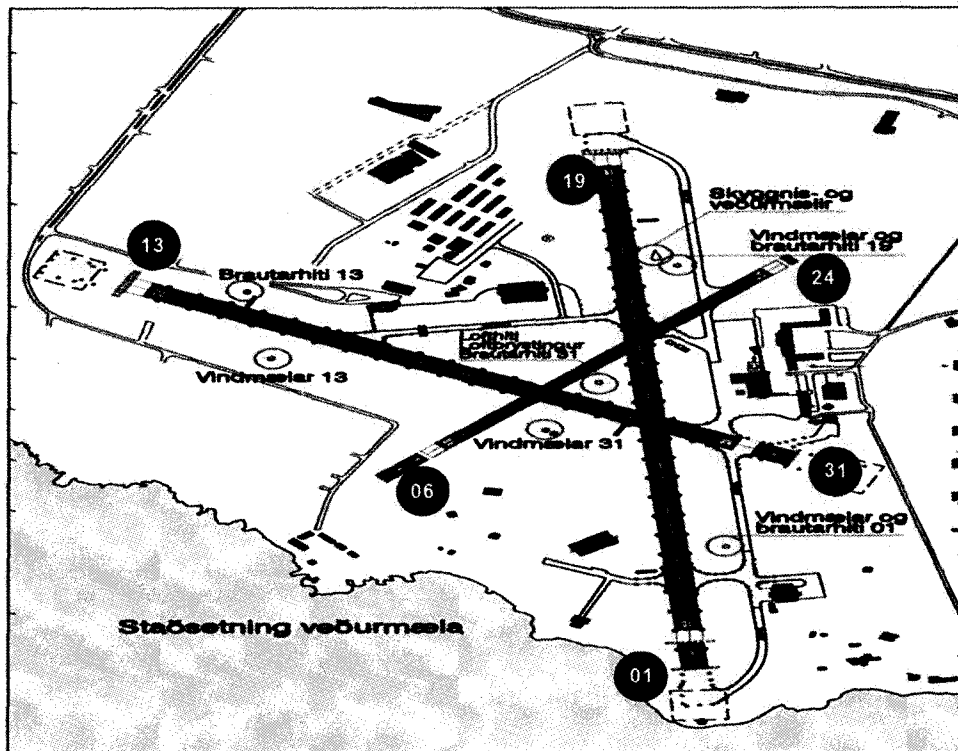 19
Skyggnis- og
veðurmælir
13
Vindmælar og
brautarhiti 19
Brautarhiti 13
24
Lofthiti
Loftþrýstingur
Brautarhiti 31
Vindmælar 13
Vindmælar 31
06
31
Vindmælar og
brautarhiti 01
Staðsetning veðurmæla
01